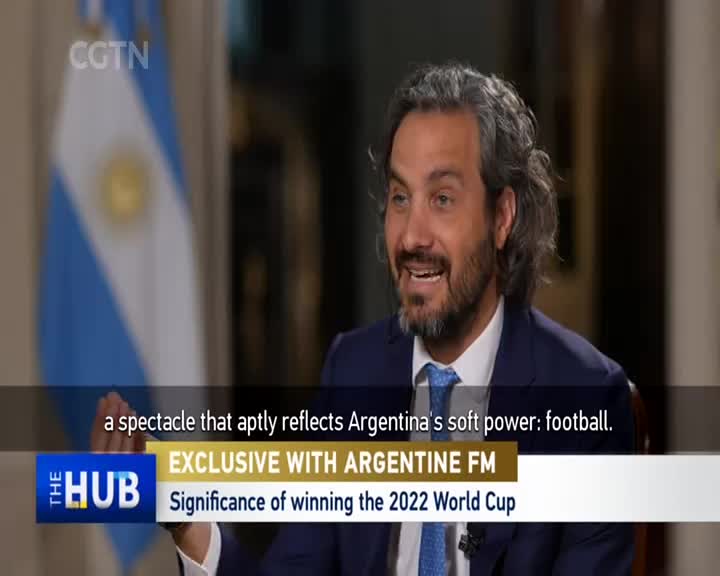 CGTN
a spectacle that aptly reflects Argentina's soft power: football.
THE HUB
EXCLUSIVE WITH ARGENTINE FM
Significance of winning the 2022 World Cup